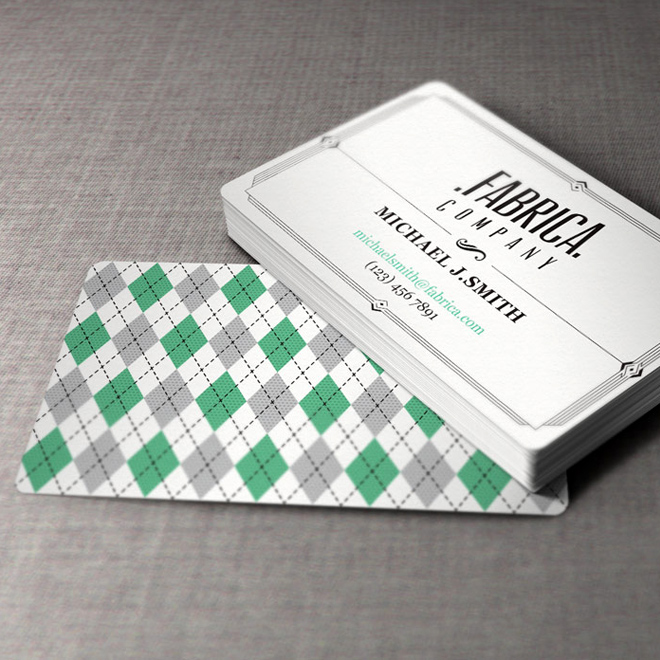 .FABRICA.
COMPANY
MICHAEL J.SMITH
michaelsmith@fabrica.com
(123) 456 7891